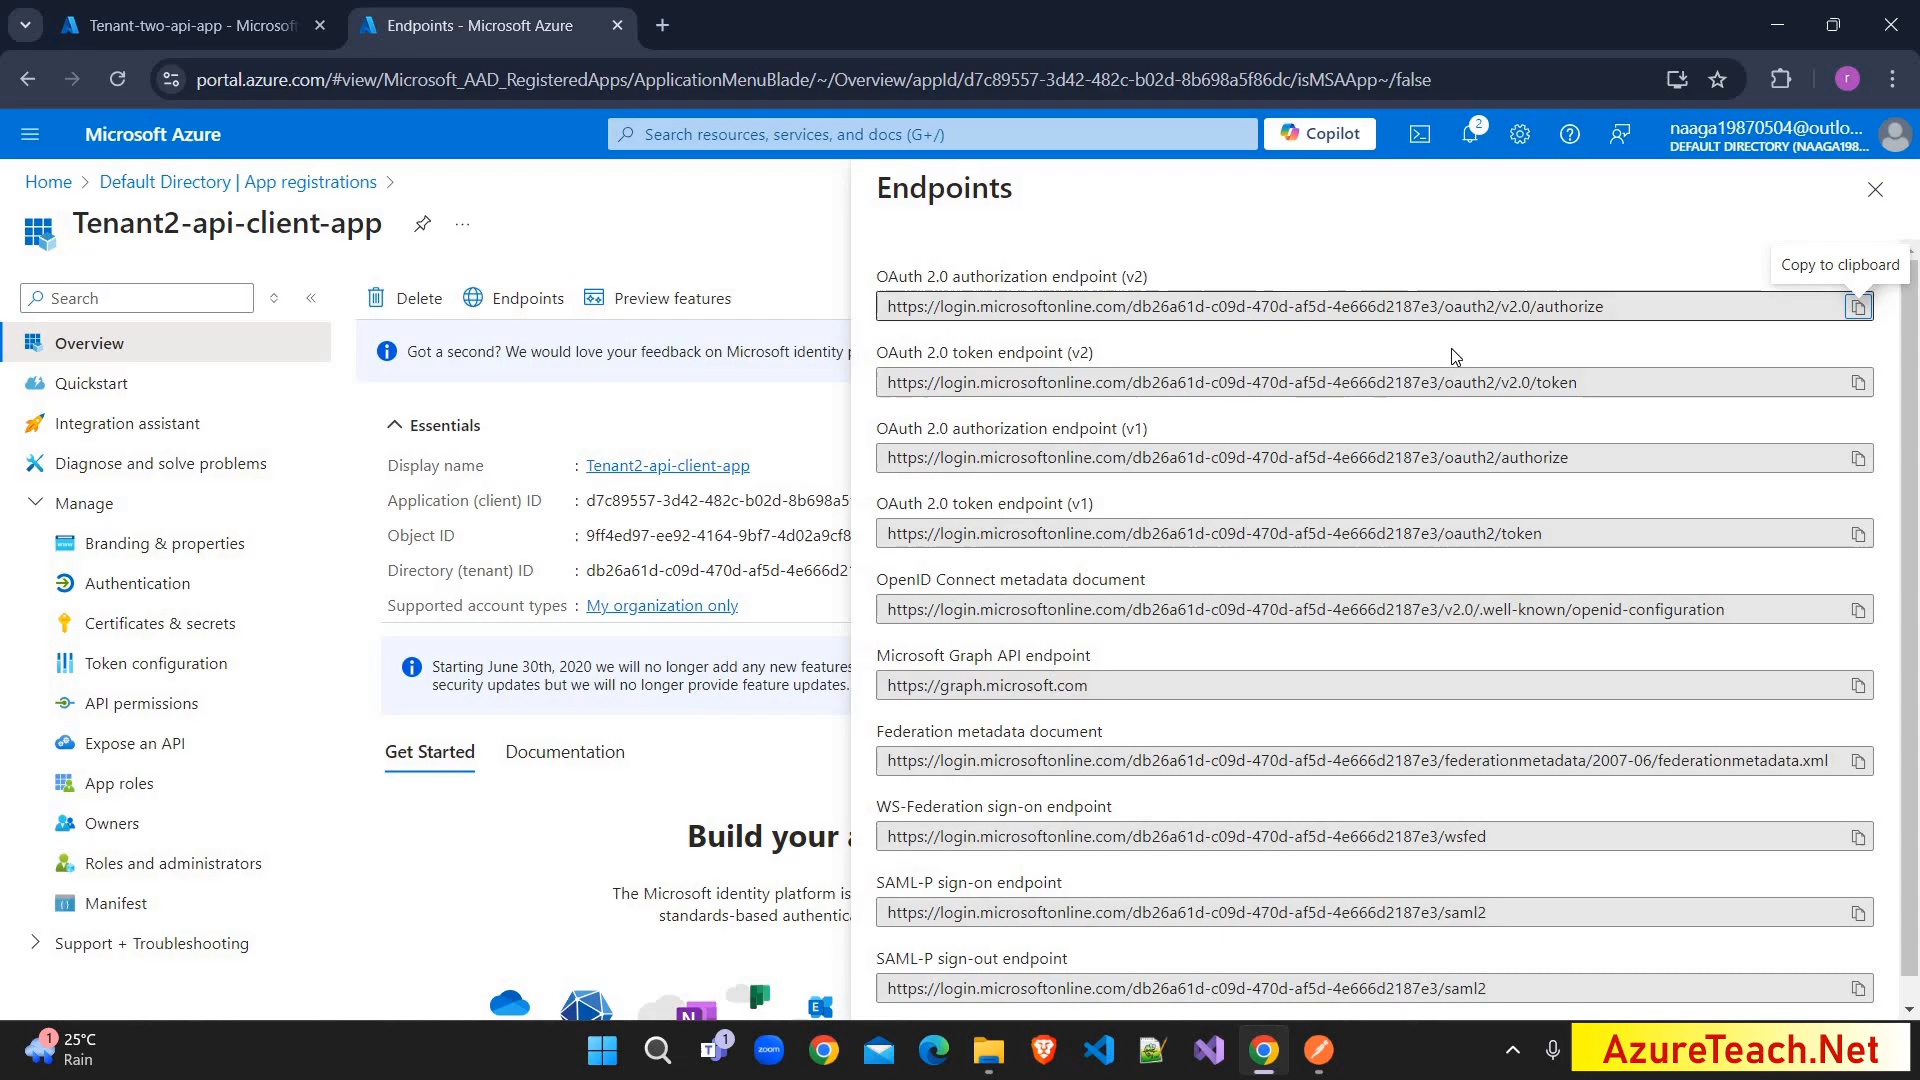 Tenant-two-api-app - Microsof
Endpoints - Microsoft Azure
portal.azure.com/#view/Microsoft_AAD_RegisteredApps/ApplicationMenuBlade/~/Overview/appId/d7c89557-3d42-482c-b02d-8b698a5f86dc/isMSAApp~/false
r
Microsoft Azure
Search resources, services, and docs (G+/)
Copilot
2
naaga19870504@outlo...
DEFAULT DIRECTORY (NAAGA198...
Home > Default Directory | App registrations >
Tenant2-api-client-app
...
Search
Overview
Quickstart
Integration assistant
Diagnose and solve problems
Manage
Branding & properties
Authentication
Certificates & secrets
Token configuration
API permissions
Expose an API
App roles
Owners
Roles and administrators
Manifest
Support + Troubleshooting
Delete
Endpoints
Preview features
Got a second? We would love your feedback on Microsoft identity p
Essentials
Display name : Tenant2-api-client-app
Application (client) ID : d7c89557-3d42-482c-b02d-8b698a5
Object ID : 9ff4ed97-ee92-4164-9bf7-4d02a9cf8
Directory (tenant) ID : db26a61d-c09d-470d-af5d-4e666d2
Supported account types : My organization only
Starting June 30th, 2020 we will no longer add any new features
security updates but we will no longer provide feature updates.
Get Started
Documentation
Build your a
The Microsoft identity platform is
standards-based authentica
N
E
Endpoints
Copy to clipboard
OAuth 2.0 authorization endpoint (v2)
https://login.microsoftonline.com/db26a61d-c09d-470d-af5d-4e666d2187e3/oauth2/v2.0/authorize
OAuth 2.0 token endpoint (v2)
https://login.microsoftonline.com/db26a61d-c09d-470d-af5d-4e666d2187e3/oauth2/v2.0/token
OAuth 2.0 authorization endpoint (v1)
https://login.microsoftonline.com/db26a61d-c09d-470d-af5d-4e666d2187e3/oauth2/authorize
OAuth 2.0 token endpoint (v1)
https://login.microsoftonline.com/db26a61d-c09d-470d-af5d-4e666d2187e3/oauth2/token
OpenID Connect metadata document
https://login.microsoftonline.com/db26a61d-c09d-470d-af5d-4e666d2187e3/v2.0/.well-known/openid-configuration
Microsoft Graph API endpoint
https://graph.microsoft.com
Federation metadata document
https://login.microsoftonline.com/db26a61d-c09d-470d-af5d-4e666d2187e3/federationmetadata/2007-06/federationmetadata.xml
WS-Federation sign-on endpoint
https://login.microsoftonline.com/db26a61d-c09d-470d-af5d-4e666d2187e3/wsfed
SAML-P sign-on endpoint
https://login.microsoftonline.com/db26a61d-c09d-470d-af5d-4e666d2187e3/saml2
SAML-P sign-out endpoint
https://login.microsoftonline.com/db26a61d-c09d-470d-af5d-4e666d2187e3/saml2
1
25°C
Rain
1
zoom
AzureTeach.Net